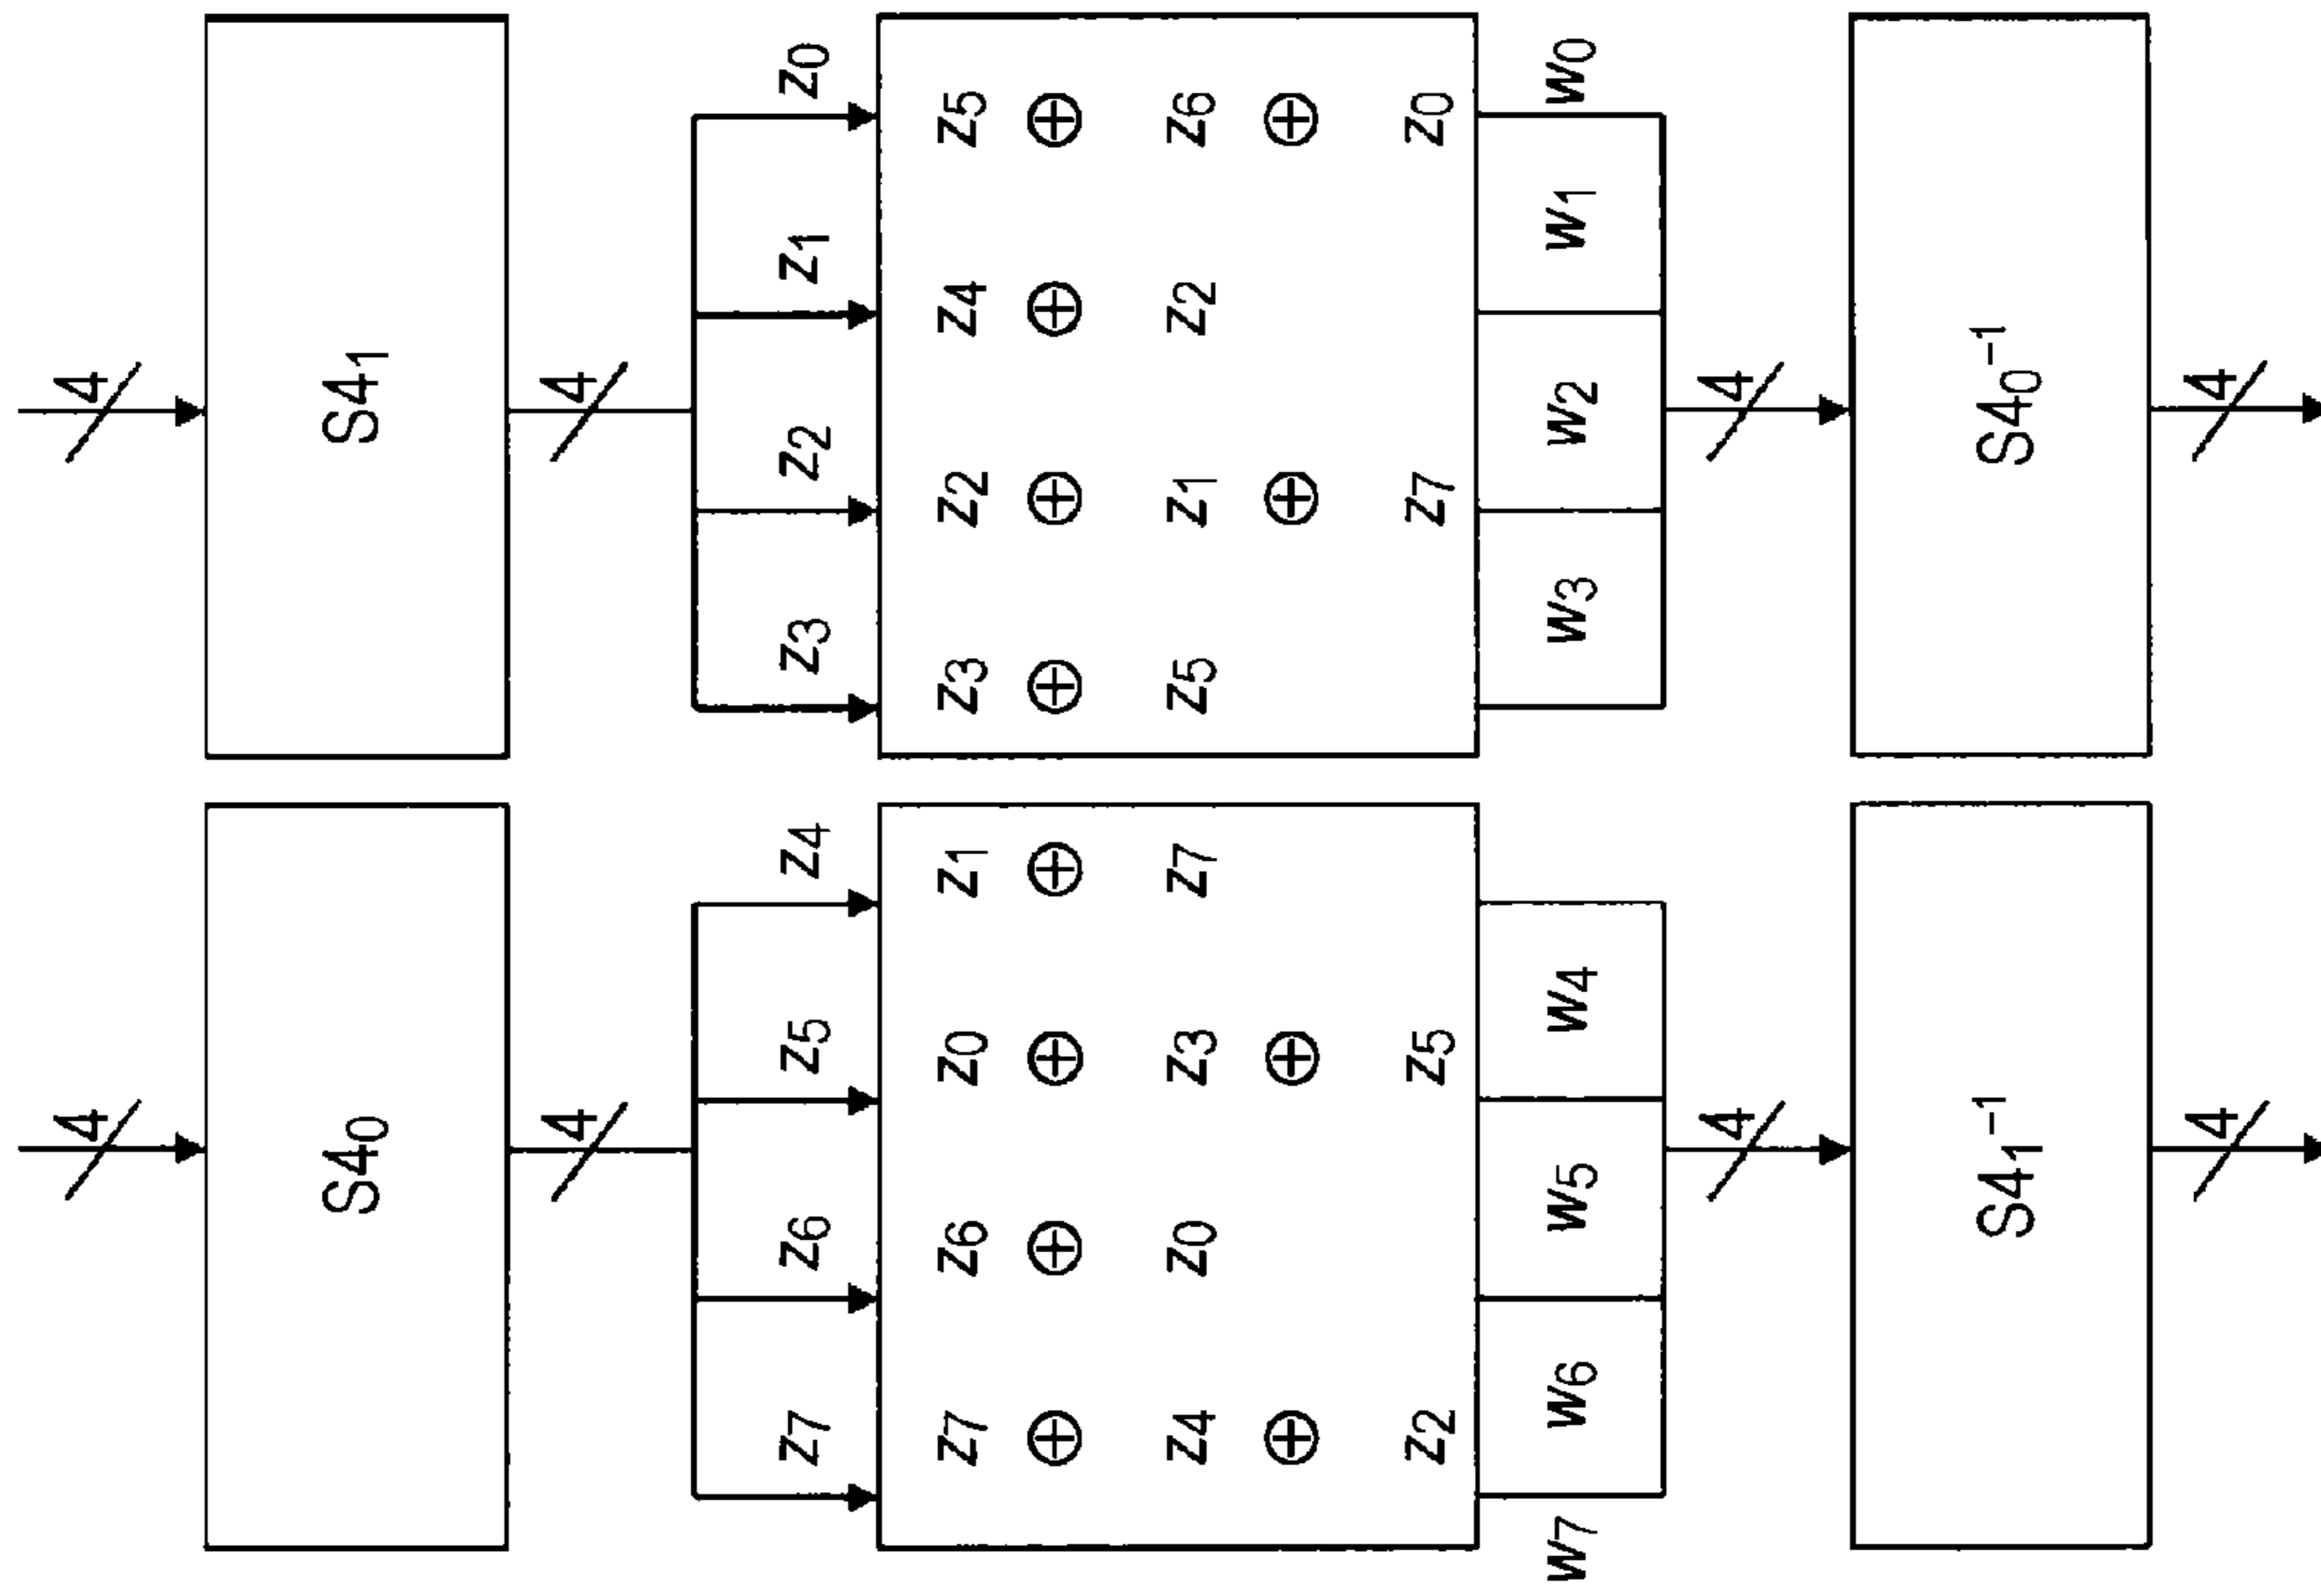 4 4
S4₀ S4₁
4 4
z₇ z₆ z₅ z₄ z₃ z₂ z₁ z₀
z₇ z₆ z₀ z₁ z₃ z₂ z₄ z₅
⊕ ⊕ ⊕ ⊕ ⊕ ⊕ ⊕ ⊕
z₄ z₀ z₃ z₇ z₅ z₁ z₂ z₆
⊕ ⊕ ⊕ ⊕
z₂ z₅ z₇ z₀
w₇ w₆ w₅ w₄ w₃ w₂ w₁ w₀
4 4
S4₁⁻¹ S4₀⁻¹
4 4